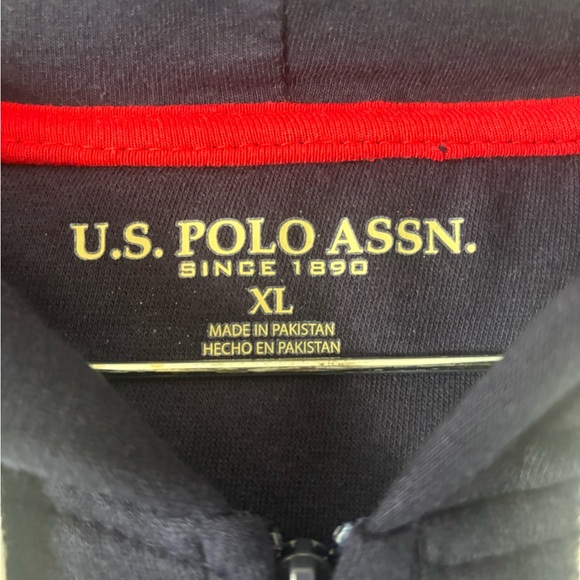 U.S. POLO ASSN.
SINCE 1890
XL
MADE IN PAKISTAN
HECHO EN PAKISTAN